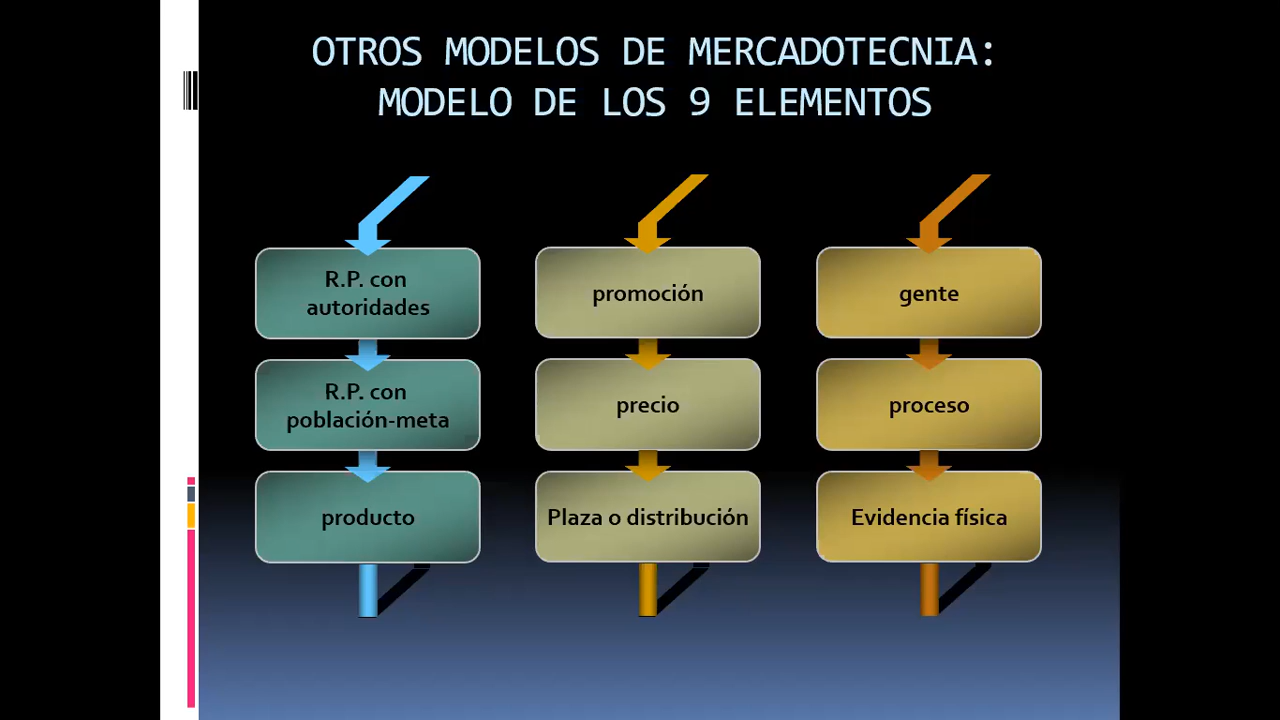 OTROS MODELOS DE MERCADOTECNIA:
MODELO DE LOS 9 ELEMENTOS
R.P. con
autoridades
R.P. con
población-meta
producto
promoción
precio
Plaza o distribución
gente
proceso
Evidencia física